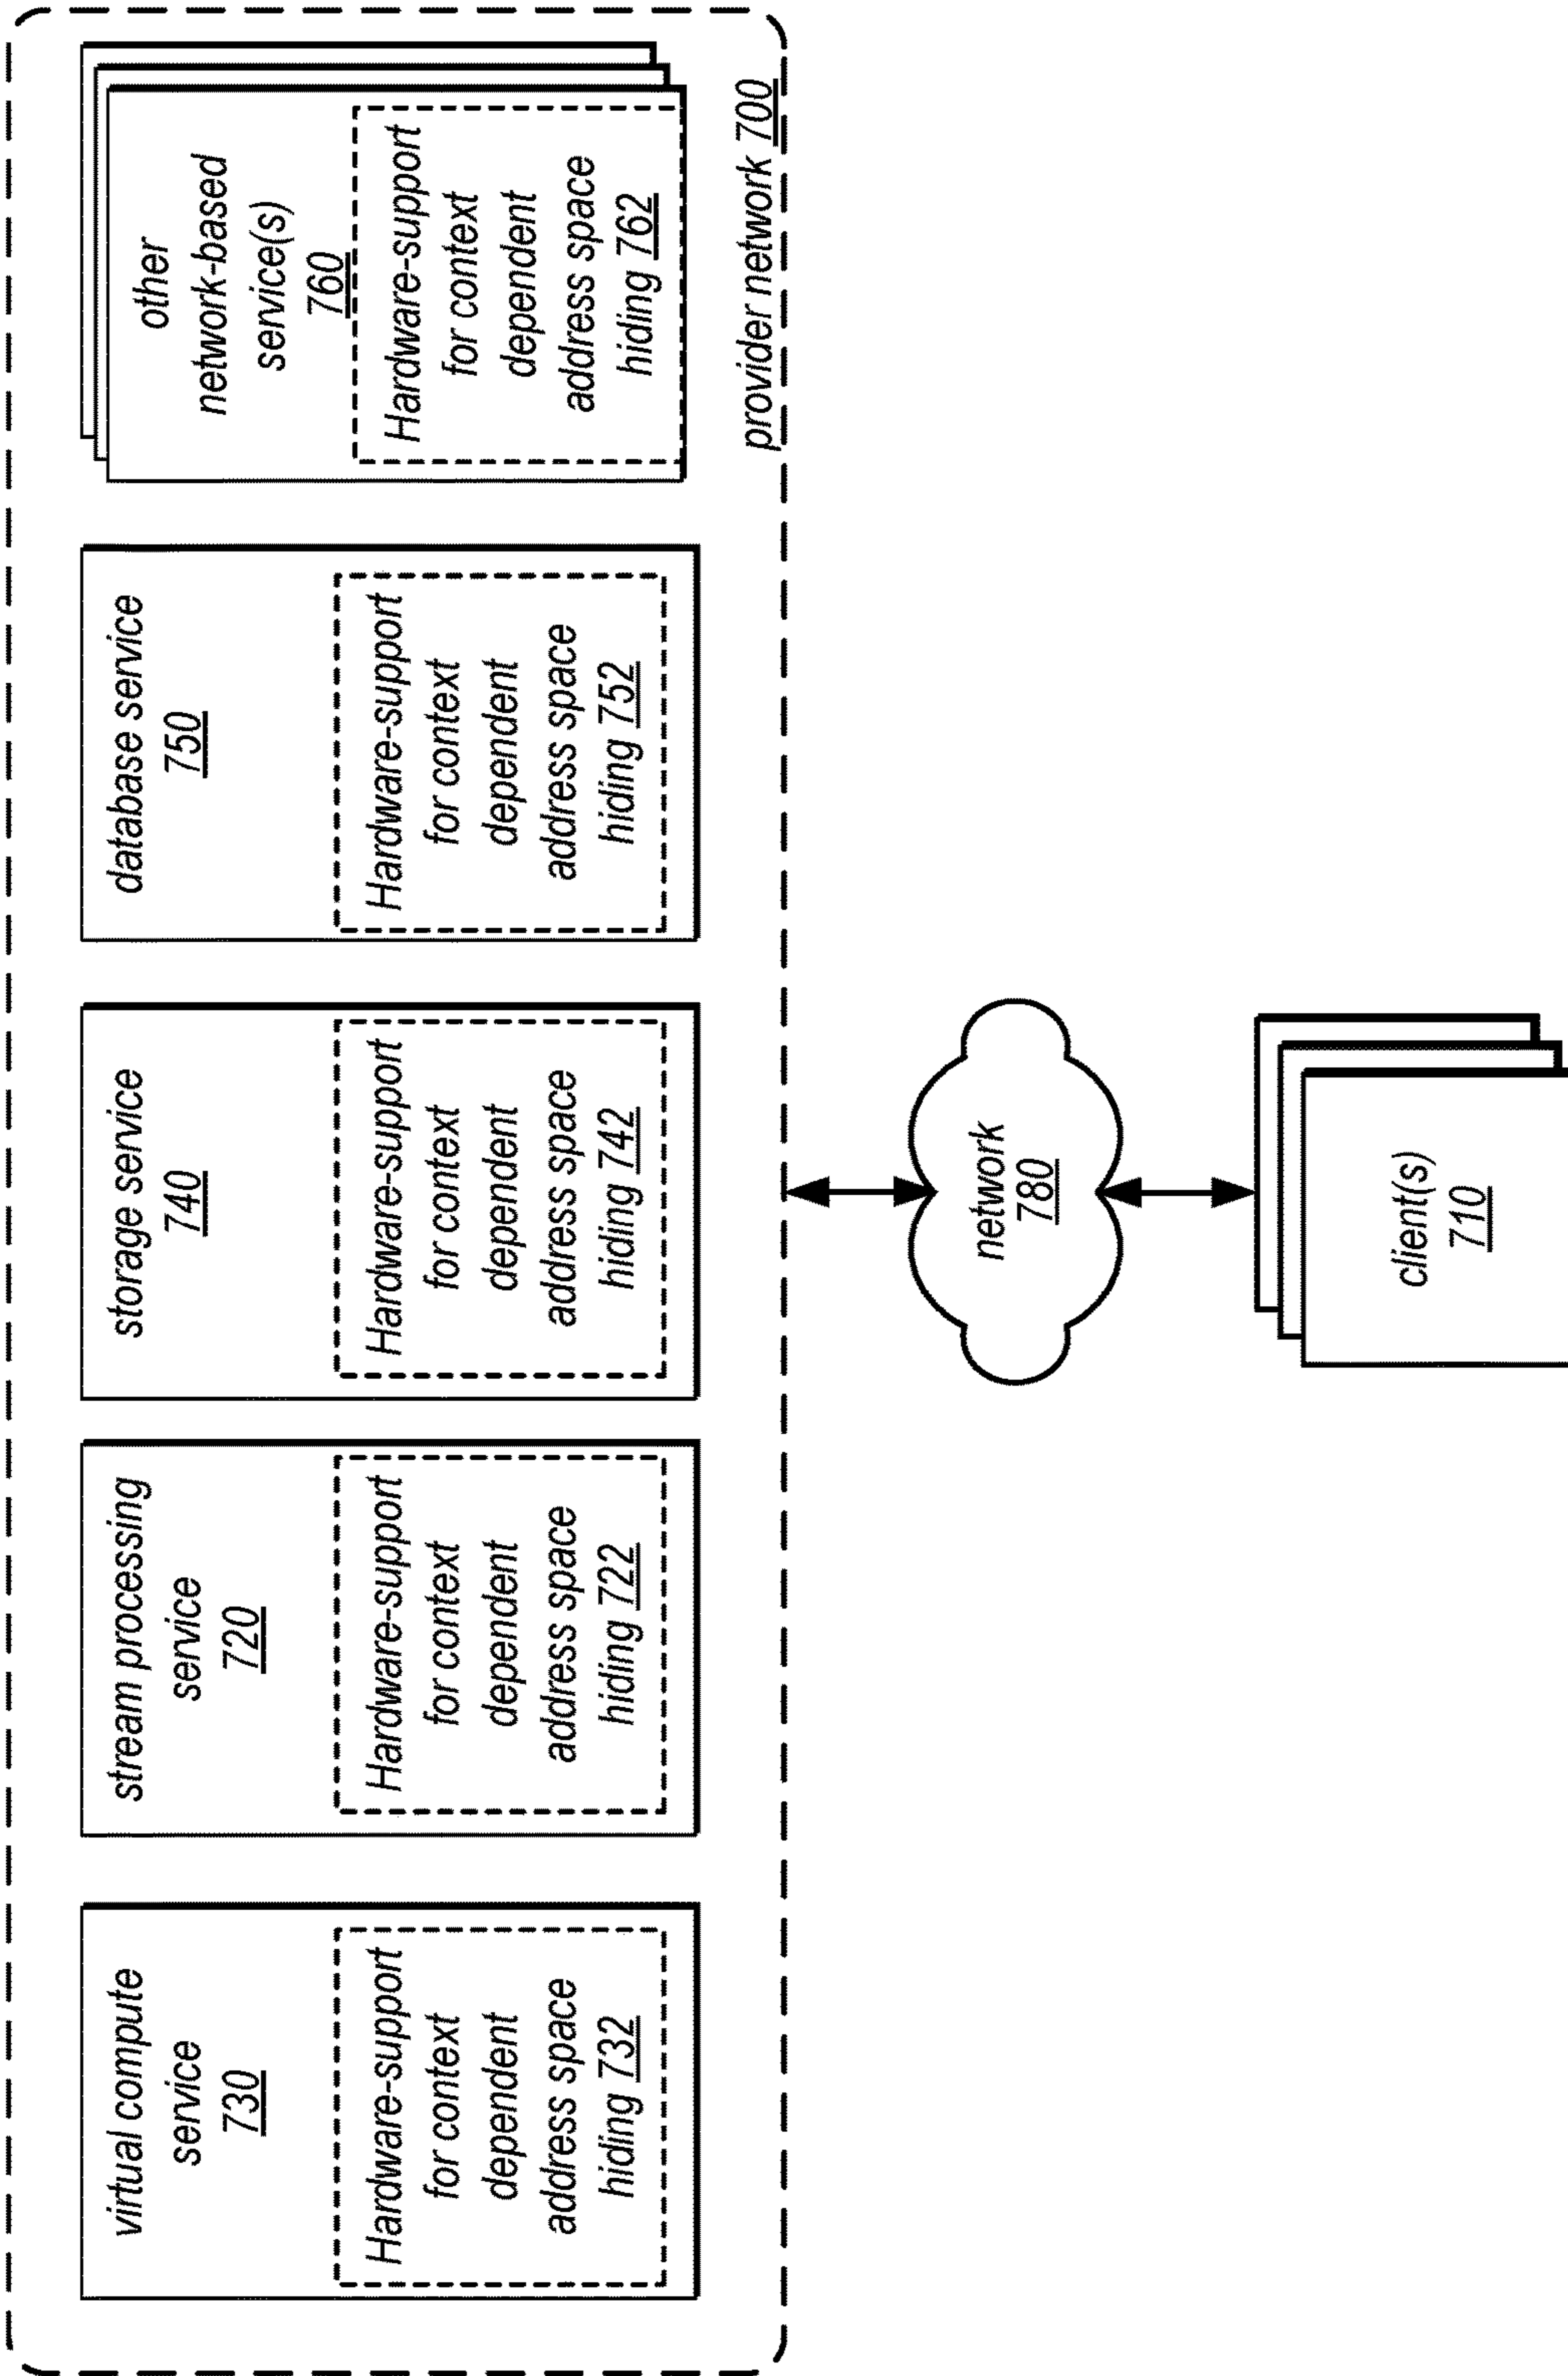 virtual compute
service
730
Hardware-support
for context
dependent
address space
hiding 732
stream processing
service
720
Hardware-support
for context
dependent
address space
hiding 722
storage service
740
Hardware-support
for context
dependent
address space
hiding 742
database service
750
Hardware-support
for context
dependent
address space
hiding 752
other
network-based
service(s)
760
Hardware-support
for context
dependent
address space
hiding 762
provider network 700
network
780
client(s)
710